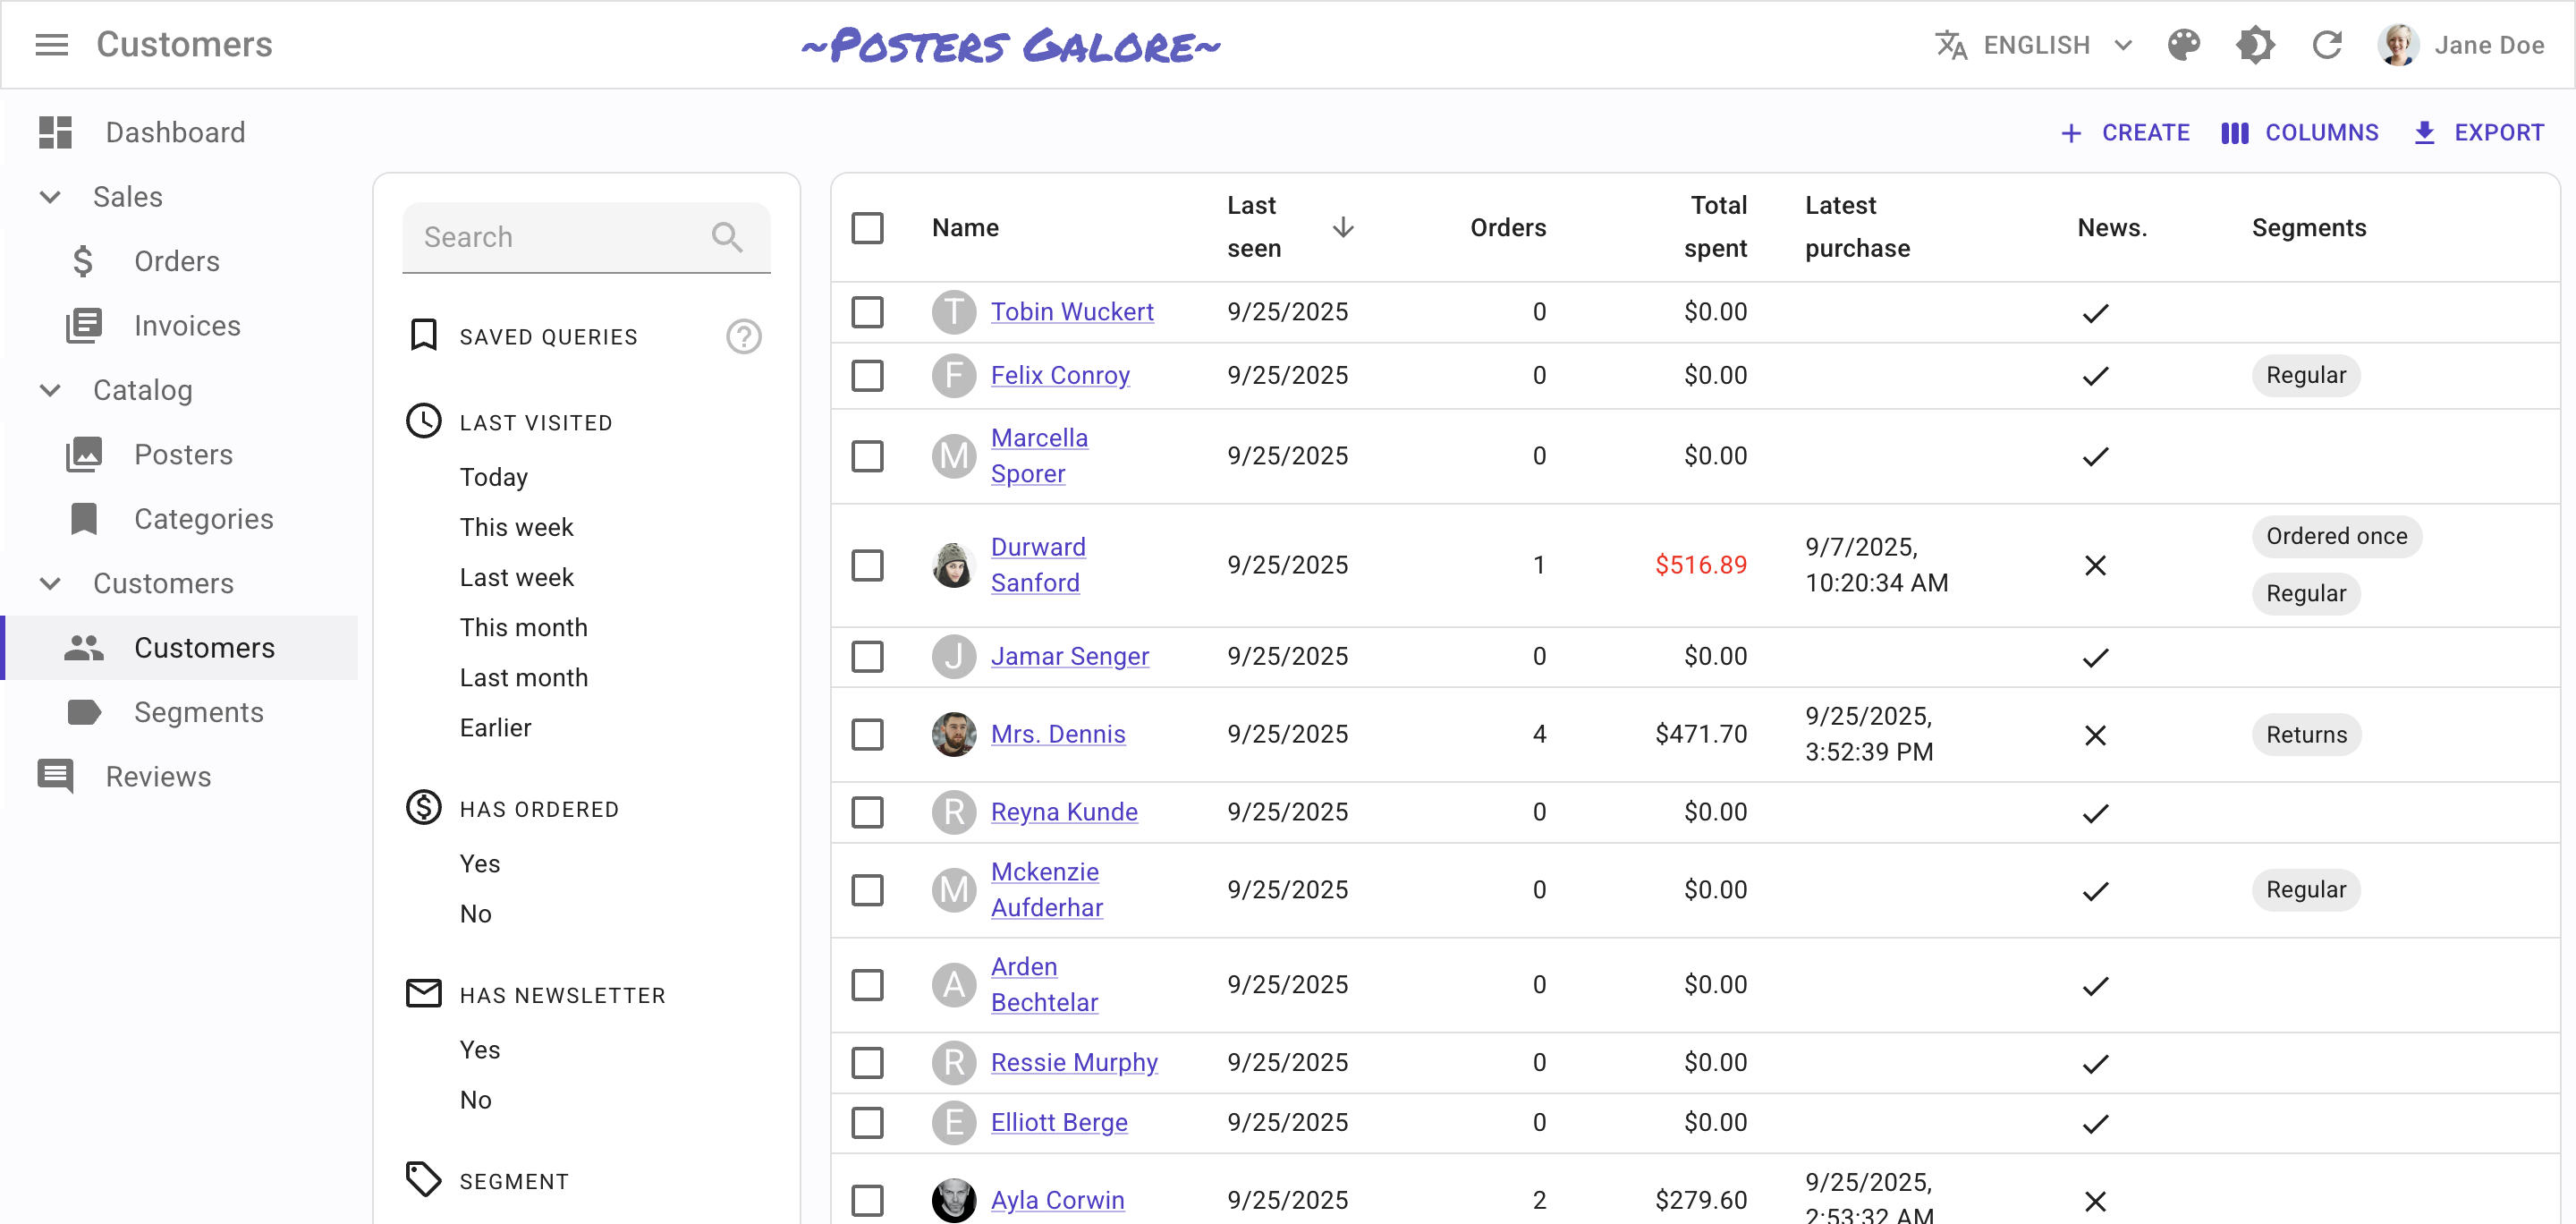 Customers
~Posters Galore~
ENGLISH
Jane Doe
Dashboard
Sales
Orders
Invoices
Catalog
Posters
Categories
Customers
Customers
Segments
Reviews
CREATE
COLUMNS
EXPORT
Search
SAVED QUERIES
?
LAST VISITED
Today
This week
Last week
This month
Last month
Earlier
HAS ORDERED
Yes
No
HAS NEWSLETTER
Yes
No
SEGMENT
Name
Last
seen
Orders
Total
spent
Latest
purchase
News.
Segments
T Tobin Wuckert 9/25/2025 0 $0.00
F Felix Conroy 9/25/2025 0 $0.00 Regular
M Marcella
Sporer 9/25/2025 0 $0.00
Durward
Sanford 9/25/2025 1 $516.89 9/7/2025,
10:20:34 AM Ordered once
Regular
J Jamar Senger 9/25/2025 0 $0.00
Mrs. Dennis 9/25/2025 4 $471.70 9/25/2025,
3:52:39 PM Returns
R Reyna Kunde 9/25/2025 0 $0.00
M Mckenzie
Aufderhar 9/25/2025 0 $0.00 Regular
A Arden
Bechtelar 9/25/2025 0 $0.00
R Ressie Murphy 9/25/2025 0 $0.00
E Elliott Berge 9/25/2025 0 $0.00
Ayla Corwin 9/25/2025 2 $279.60 9/25/2025,
2:53:32 AM